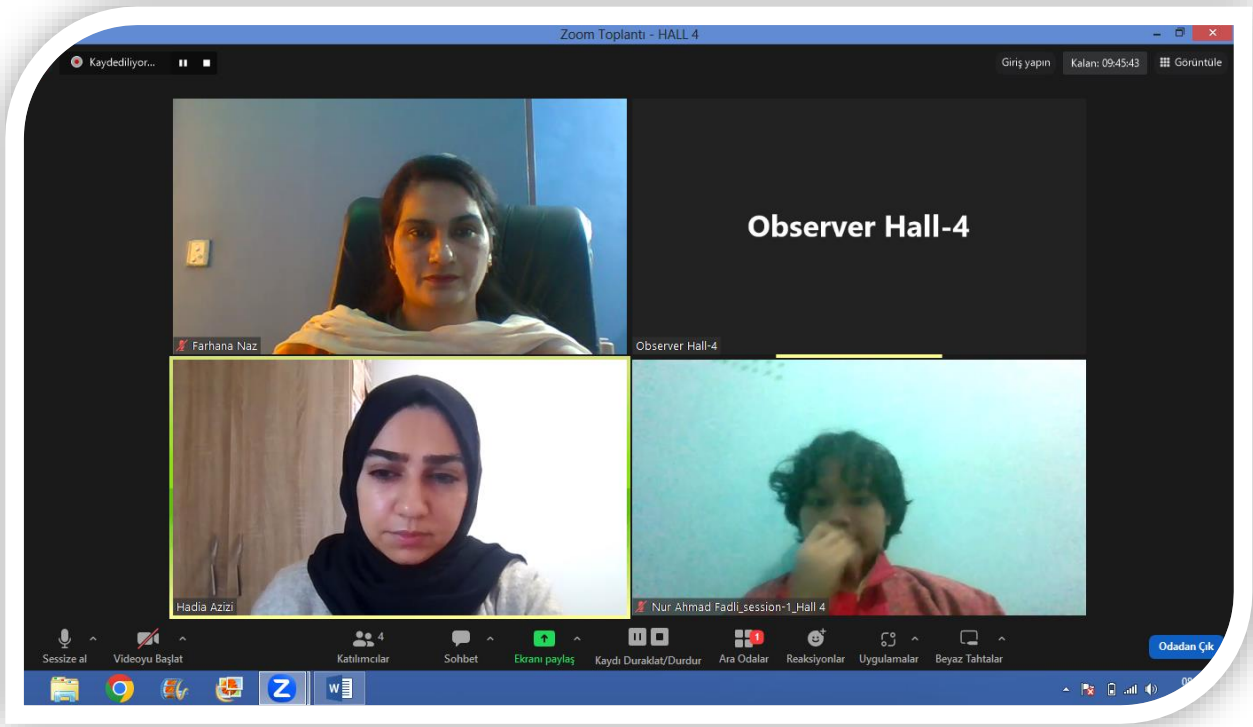 Zoom Toplantı - HALL 4
Kaydediliyor...
Giriş yapın
Kalan: 09:45:43
Görüntüle
Observer Hall-4
Farhana Naz
Observer Hall-4
Hadia Azizi
Nur Ahmad Fadli_session-1_Hall 4
4
1
Sessize al
Videoyu Başlat
Katılımcılar
Sohbet
Ekranı paylaş
Kaydı Duraklat/Durdur
Ara Odalar
Reaksiyonlar
Uygulamalar
Beyaz Tahtalar
Odadan Çık